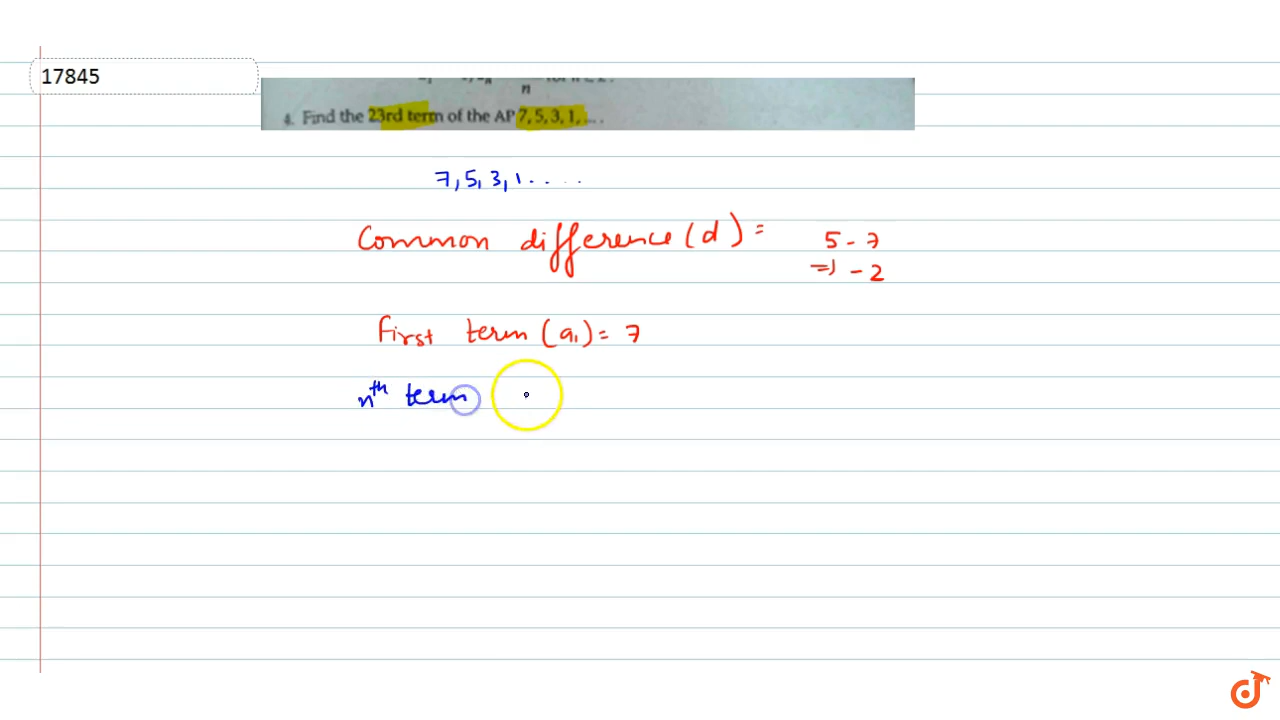 17845
n
4. Find the 23rd term of the AP 7, 5, 3, 1, ... .
7, 5, 3, 1 . . . . .
Common difference (d) = 5 - 7
=) - 2
First term (a1) = 7
nth term